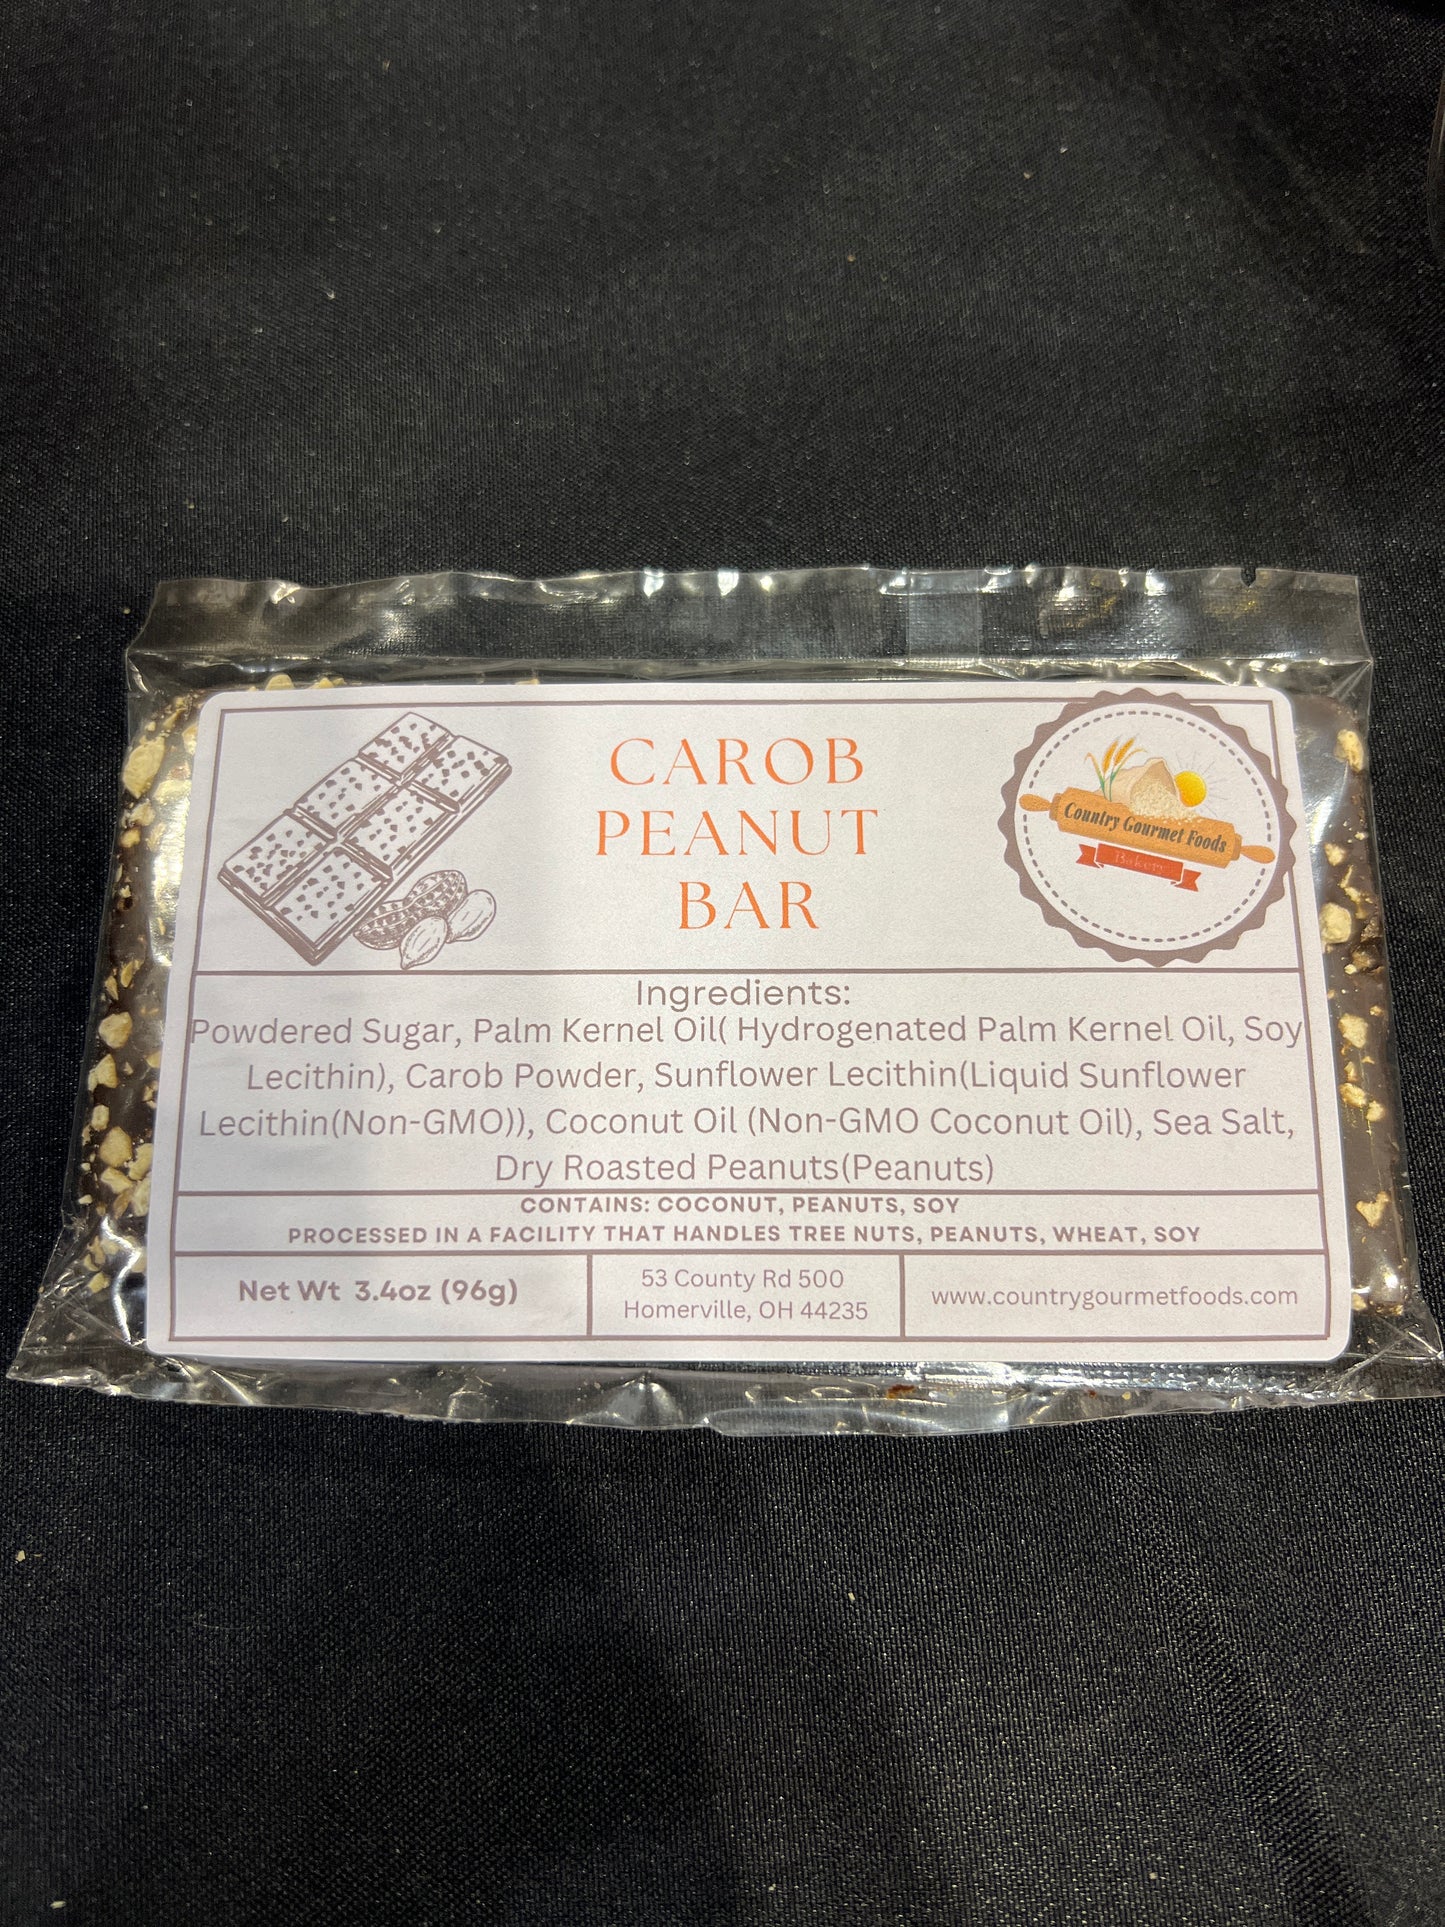 CAROB
PEANUT
BAR
Country Gourmet Foods
Bakery
Ingredients:
Powdered Sugar, Palm Kernel Oil( Hydrogenated Palm Kernel Oil, Soy
Lecithin), Carob Powder, Sunflower Lecithin(Liquid Sunflower
Lecithin(Non-GMO)), Coconut Oil (Non-GMO Coconut Oil), Sea Salt,
Dry Roasted Peanuts(Peanuts)
CONTAINS: COCONUT, PEANUTS, SOY
PROCESSED IN A FACILITY THAT HANDLES TREE NUTS, PEANUTS, WHEAT, SOY
Net Wt 3.4oz (96g)
53 County Rd 500
Homerville, OH 44235
www.countrygourmetfoods.com